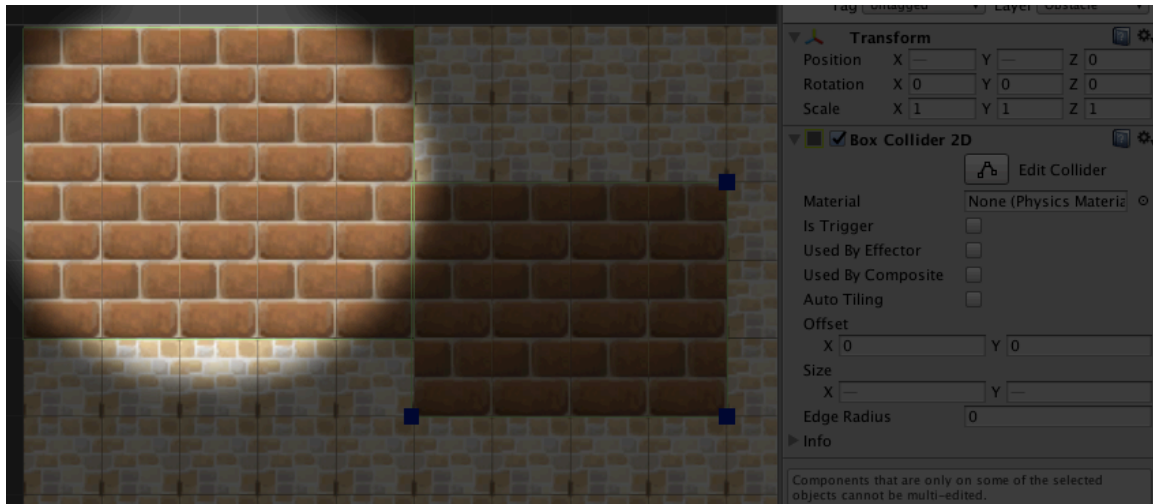 Tag Untagged Layer Obstacle
Transform
Position X — Y — Z 0
Rotation X 0 Y 0 Z 0
Scale X 1 Y 1 Z 1
Box Collider 2D
Edit Collider
Material None (Physics Materia
Is Trigger
Used By Effector
Used By Composite
Auto Tiling
Offset
X 0 Y 0
Size
X — Y —
Edge Radius 0
Info
Components that are only on some of the selected
objects cannot be multi-edited.